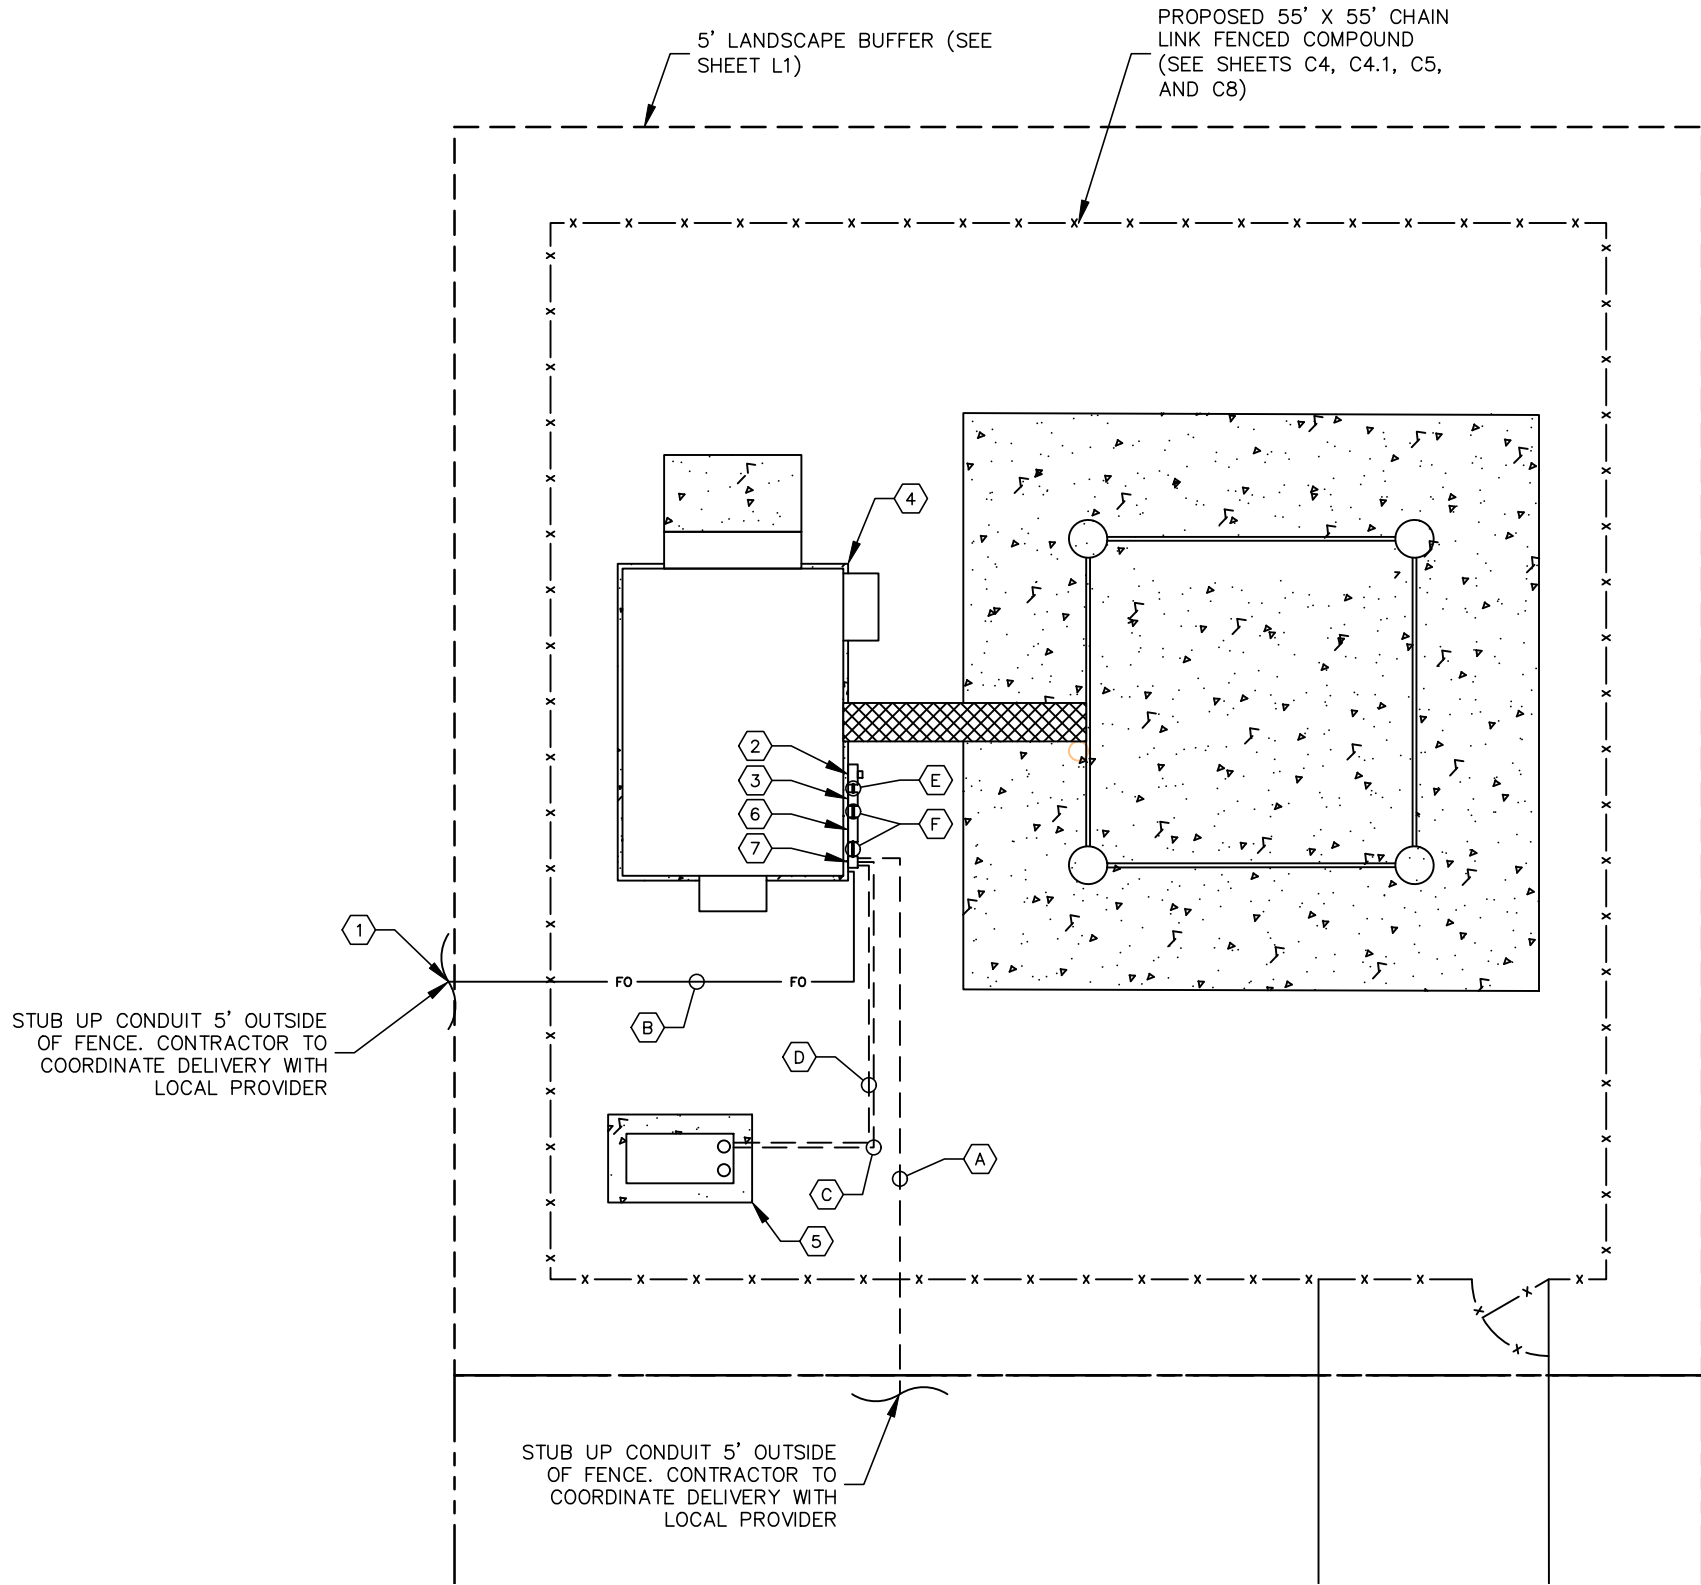 5' LANDSCAPE BUFFER (SEE
SHEET L1)
PROPOSED 55' X 55' CHAIN
LINK FENCED COMPOUND
(SEE SHEETS C4, C4.1, C5,
AND C8)
4
2
3
6
7
E
F
1
FO
FO
B
STUB UP CONDUIT 5' OUTSIDE
OF FENCE. CONTRACTOR TO
COORDINATE DELIVERY WITH
LOCAL PROVIDER
D
A
C
5
STUB UP CONDUIT 5' OUTSIDE
OF FENCE. CONTRACTOR TO
COORDINATE DELIVERY WITH
LOCAL PROVIDER